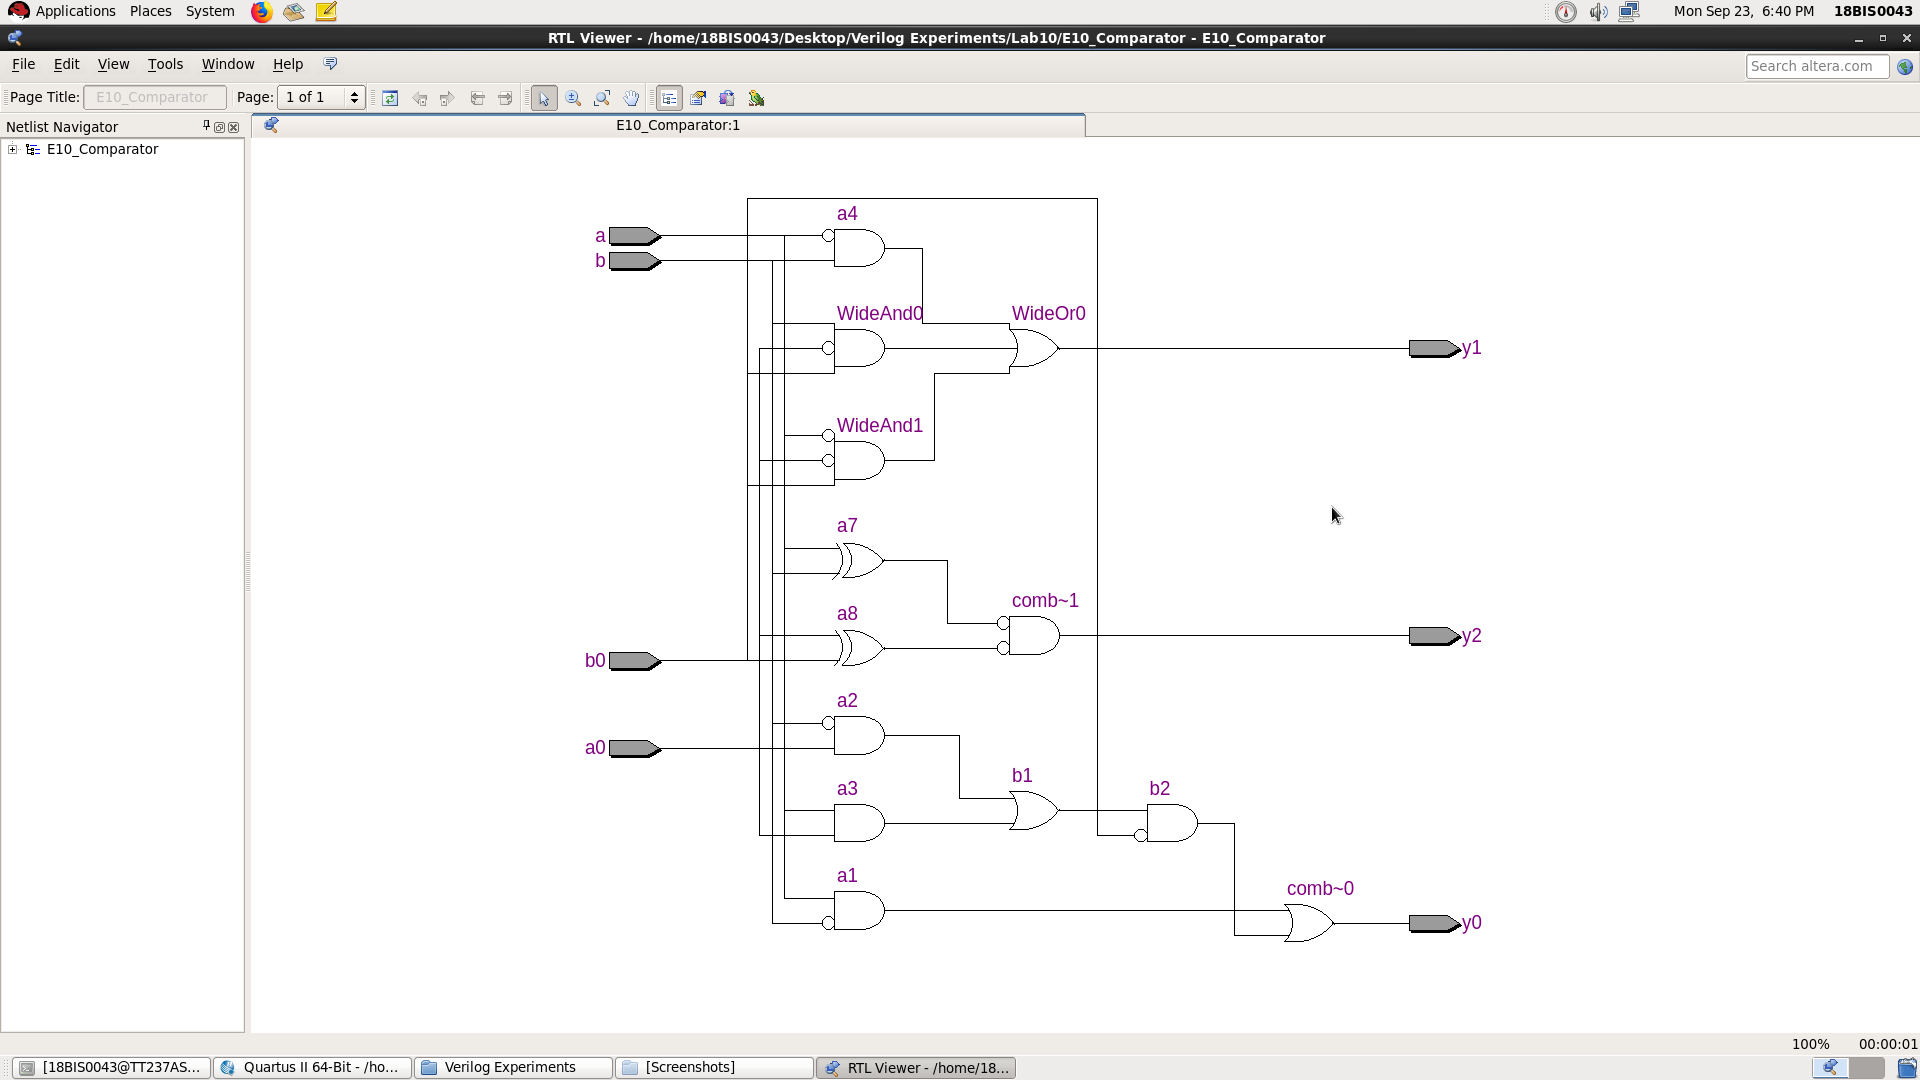 Applications Places System Mon Sep 23, 6:40 PM 18BIS0043
RTL Viewer - /home/18BIS0043/Desktop/Verilog Experiments/Lab10/E10_Comparator - E10_Comparator
File Edit View Tools Window Help Search altera.com
Page Title: E10_Comparator Page: 1 of 1
Netlist Navigator
E10_Comparator:1
E10_Comparator
a4
a
b
WideAnd0
WideOr0
y1
WideAnd1
a7
comb~1
a8
y2
b0
a2
a0
b1
b2
a3
a1
comb~0
y0
100% 00:00:01
[18BIS0043@TT237AS... Quartus II 64-Bit - /ho... Verilog Experiments [Screenshots] RTL Viewer - /home/18...